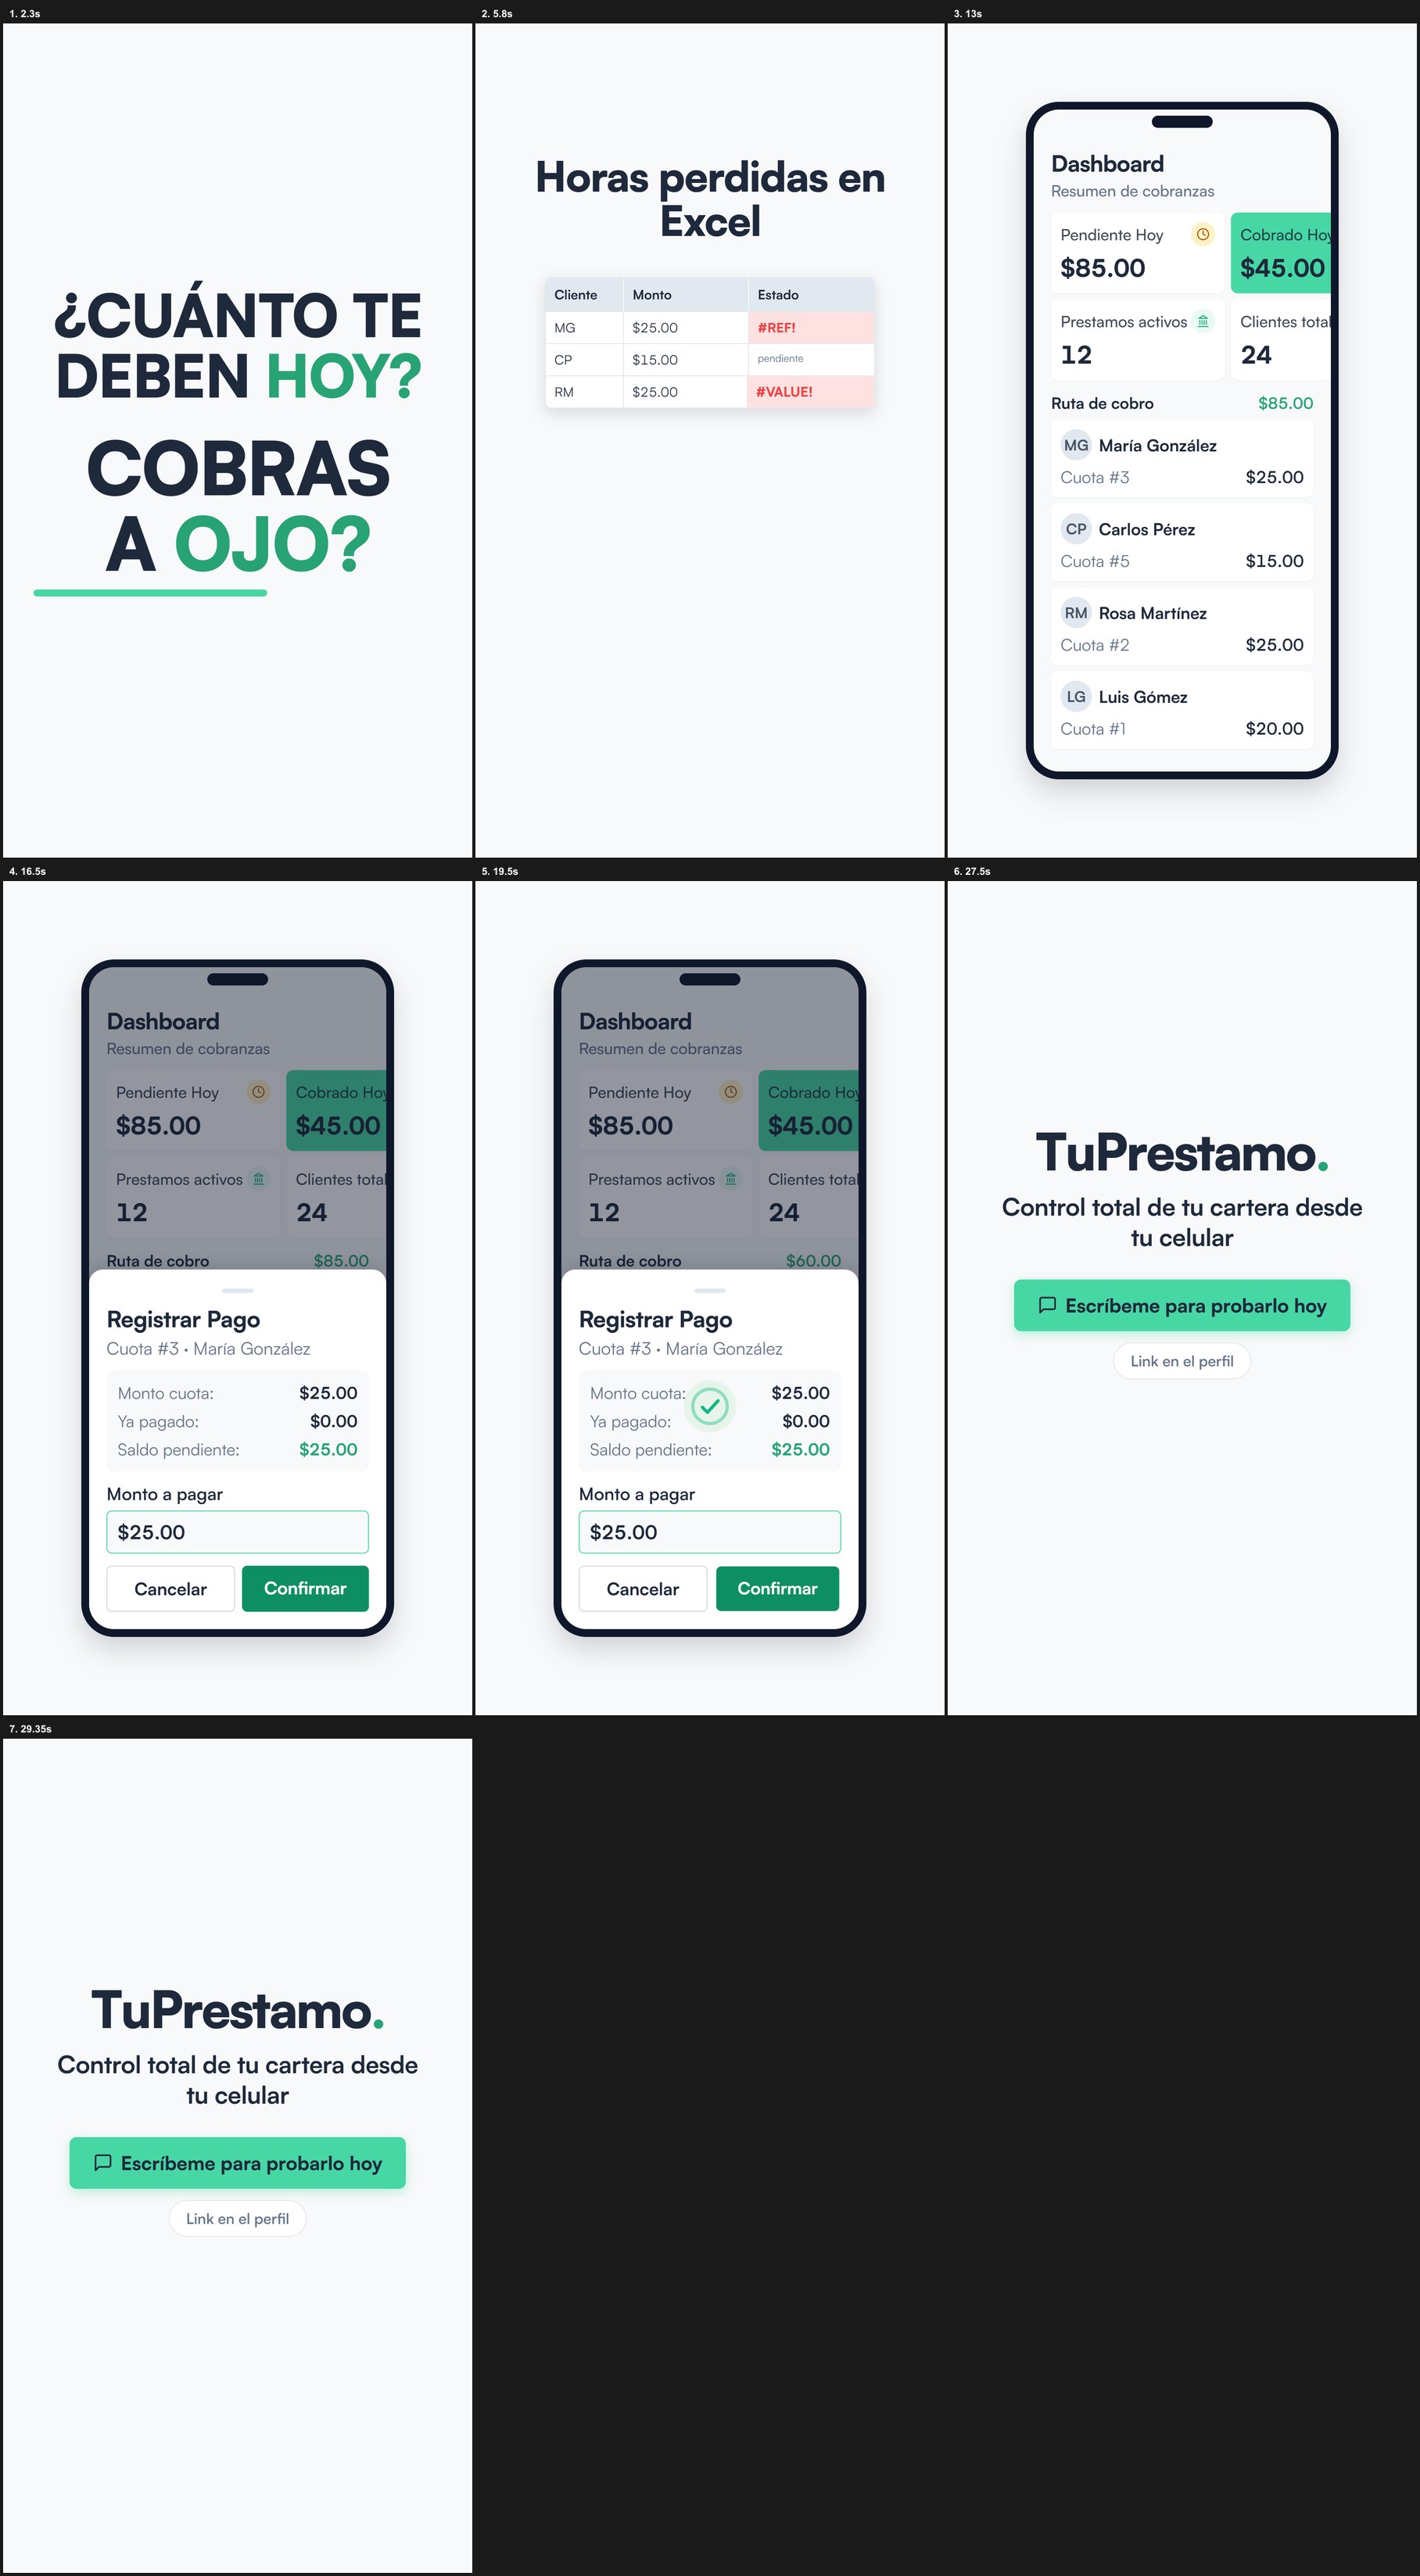 1. 2.3s
¿CUÁNTO TE
DEBEN HOY?
COBRAS
A OJO?
2. 5.8s
Horas perdidas en
Excel
Cliente Monto Estado
MG $25.00 #REF!
CP $15.00 pendiente
RM $25.00 #VALUE!
3. 13s
Dashboard
Resumen de cobranzas
Pendiente Hoy Cobrado Hoy
$85.00 $45.00
Prestamos activos Clientes total
12 24
Ruta de cobro $85.00
MG María González
Cuota #3 $25.00
CP Carlos Pérez
Cuota #5 $15.00
RM Rosa Martínez
Cuota #2 $25.00
LG Luis Gómez
Cuota #1 $20.00
4. 16.5s
Dashboard
Resumen de cobranzas
Pendiente Hoy Cobrado Hoy
$85.00 $45.00
Prestamos activos Clientes total
12 24
Ruta de cobro $85.00
Registrar Pago
Cuota #3 • María González
Monto cuota: $25.00
Ya pagado: $0.00
Saldo pendiente: $25.00
Monto a pagar
$25.00
Cancelar Confirmar
5. 19.5s
Dashboard
Resumen de cobranzas
Pendiente Hoy Cobrado Hoy
$85.00 $45.00
Prestamos activos Clientes total
12 24
Ruta de cobro $60.00
Registrar Pago
Cuota #3 • María González
Monto cuota: $25.00
Ya pagado: $0.00
Saldo pendiente: $25.00
Monto a pagar
$25.00
Cancelar Confirmar
6. 27.5s
TuPrestamo.
Control total de tu cartera desde
tu celular
Escríbeme para probarlo hoy
Link en el perfil
7. 29.35s
TuPrestamo.
Control total de tu cartera desde
tu celular
Escríbeme para probarlo hoy
Link en el perfil